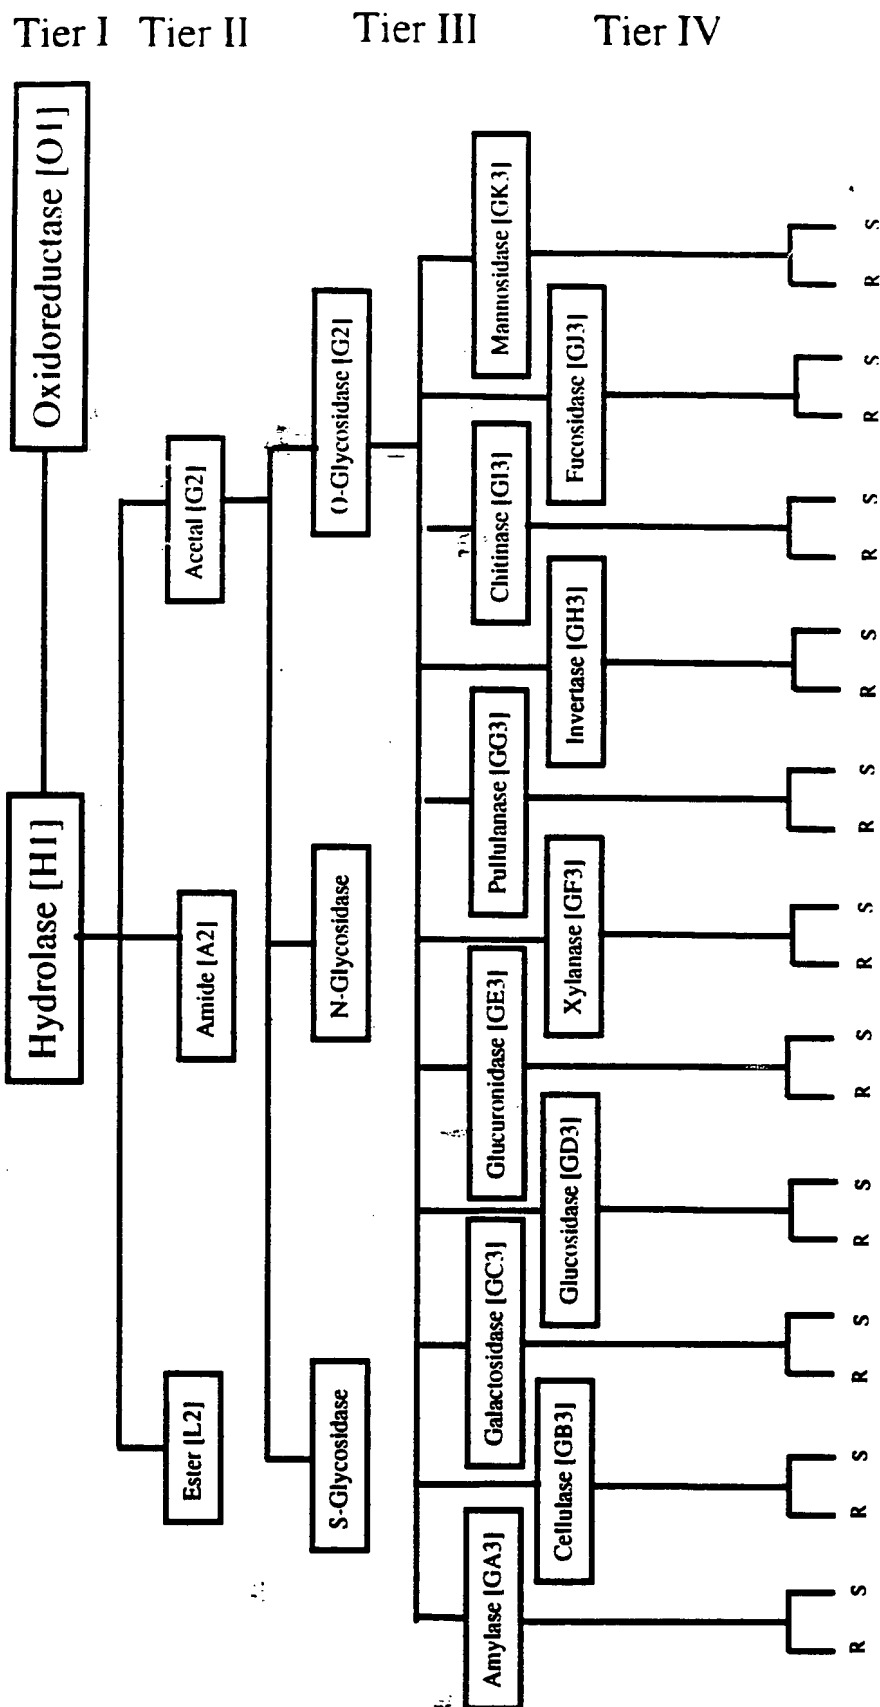 Tier I
Tier II
Tier III
Tier IV
Hydrolase [H1]
Oxidoreductase [O1]
Ester [L2]
Amide [A2]
Acetal [G2]
S-Glycosidase
N-Glycosidase
O-Glycosidase [G2]
Amylase [GA3]
Cellulase [GB3]
Galactosidase [GC3]
Glucosidase [GD3]
Glucuronidase [GE3]
Xylanase [GF3]
Pullulanase [GG3]
Invertase [GH3]
Chitinase [GI3]
Fucosidase [GJ3]
Mannosidase [GK3]
R S R S R S R S R S R S R S R S R S R S R S